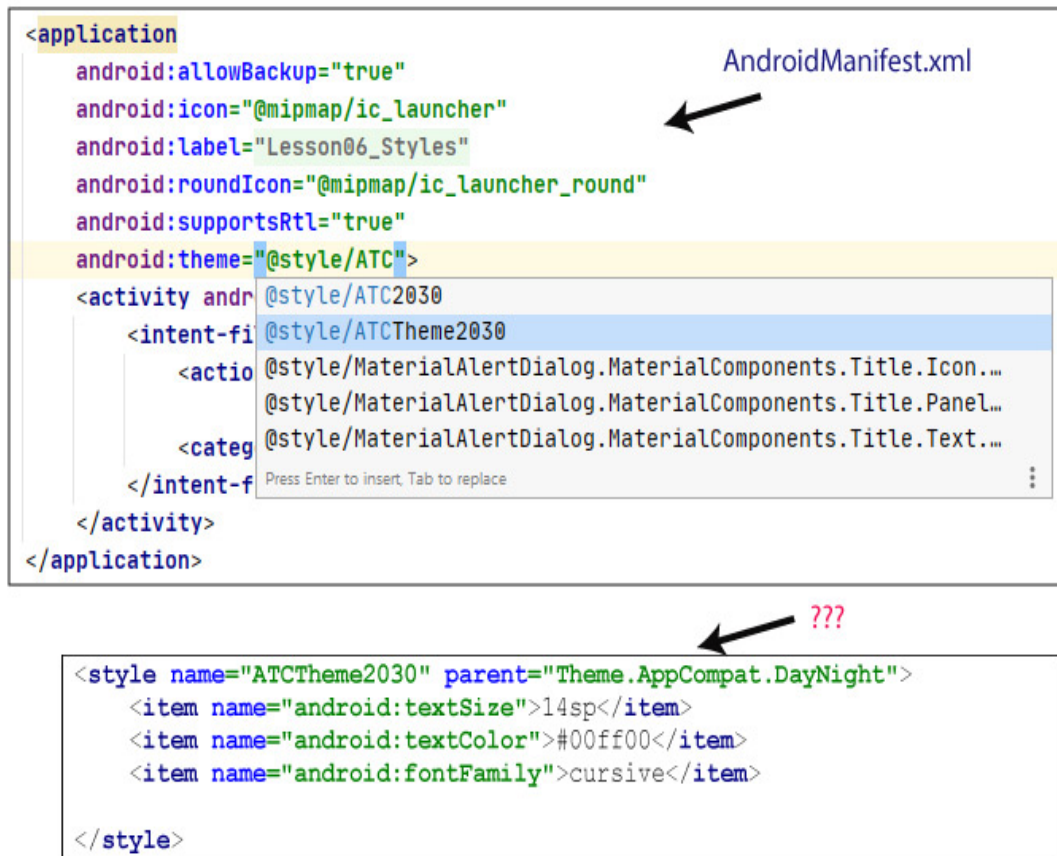 <application
android:allowBackup="true"
AndroidManifest.xml
android:icon="@mipmap/ic_launcher"
android:label="Lesson06_Styles"
android:roundIcon="@mipmap/ic_launcher_round"
android:supportsRtl="true"
android:theme="@style/ATC">
<activity andr
@style/ATC2030
<intent-fi
@style/ATCTheme2030
<actio
@style/MaterialAlertDialog.MaterialComponents.Title.Icon.…
@style/MaterialAlertDialog.MaterialComponents.Title.Panel…
<categ
@style/MaterialAlertDialog.MaterialComponents.Title.Text.…
</intent-f
Press Enter to insert, Tab to replace
</activity>
</application>
???
<style name="ATCTheme2030" parent="Theme.AppCompat.DayNight">
<item name="android:textSize">14sp</item>
<item name="android:textColor">#00ff00</item>
<item name="android:fontFamily">cursive</item>
</style>